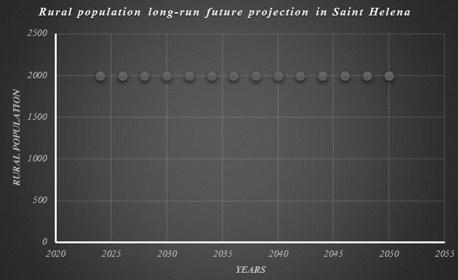 Rural population long-run future projection in Saint Helena
2500
2000
1500
1000
500
0
RURAL POPULATION
2020 2025 2030 2035 2040 2045 2050 2055
YEARS